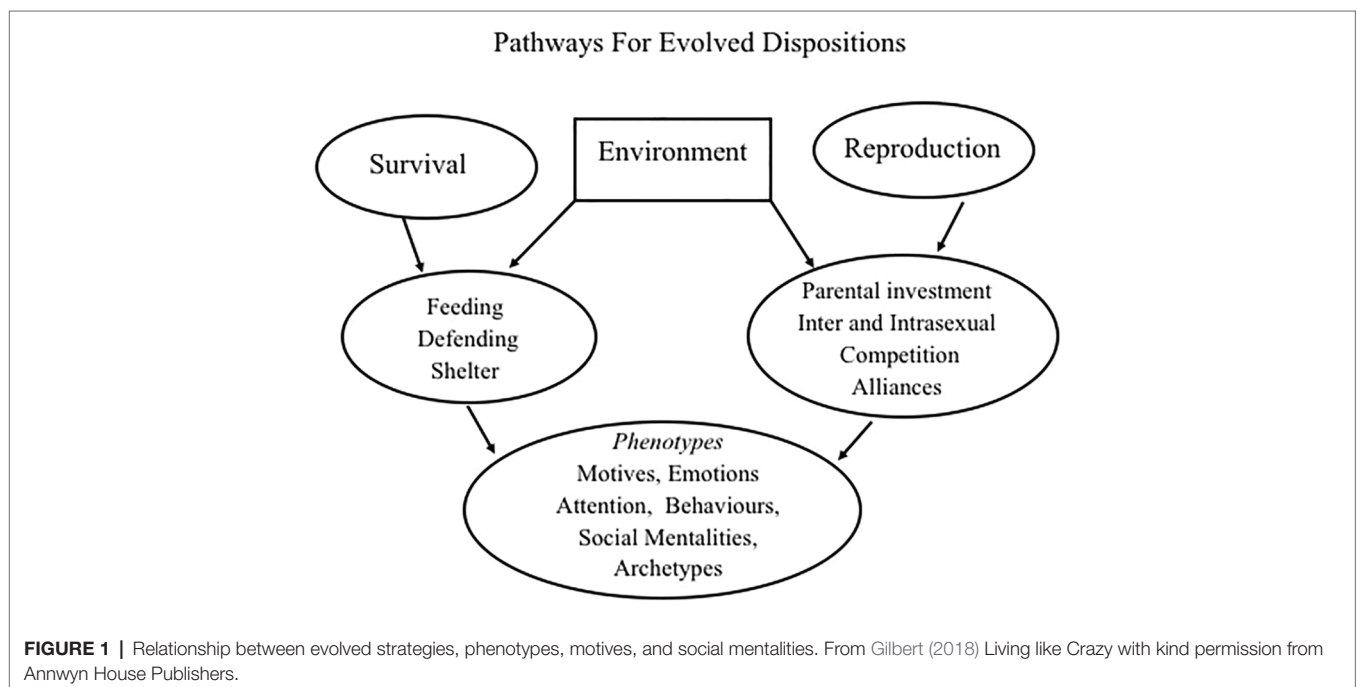 Pathways For Evolved Dispositions
Survival
Environment
Reproduction
Feeding
Defending
Shelter
Parental investment
Inter and Intrasexual
Competition
Alliances
Phenotypes
Motives, Emotions
Attention, Behaviours,
Social Mentalities,
Archetypes
FIGURE 1 | Relationship between evolved strategies, phenotypes, motives, and social mentalities. From Gilbert (2018) Living like Crazy with kind permission from
Annwyn House Publishers.